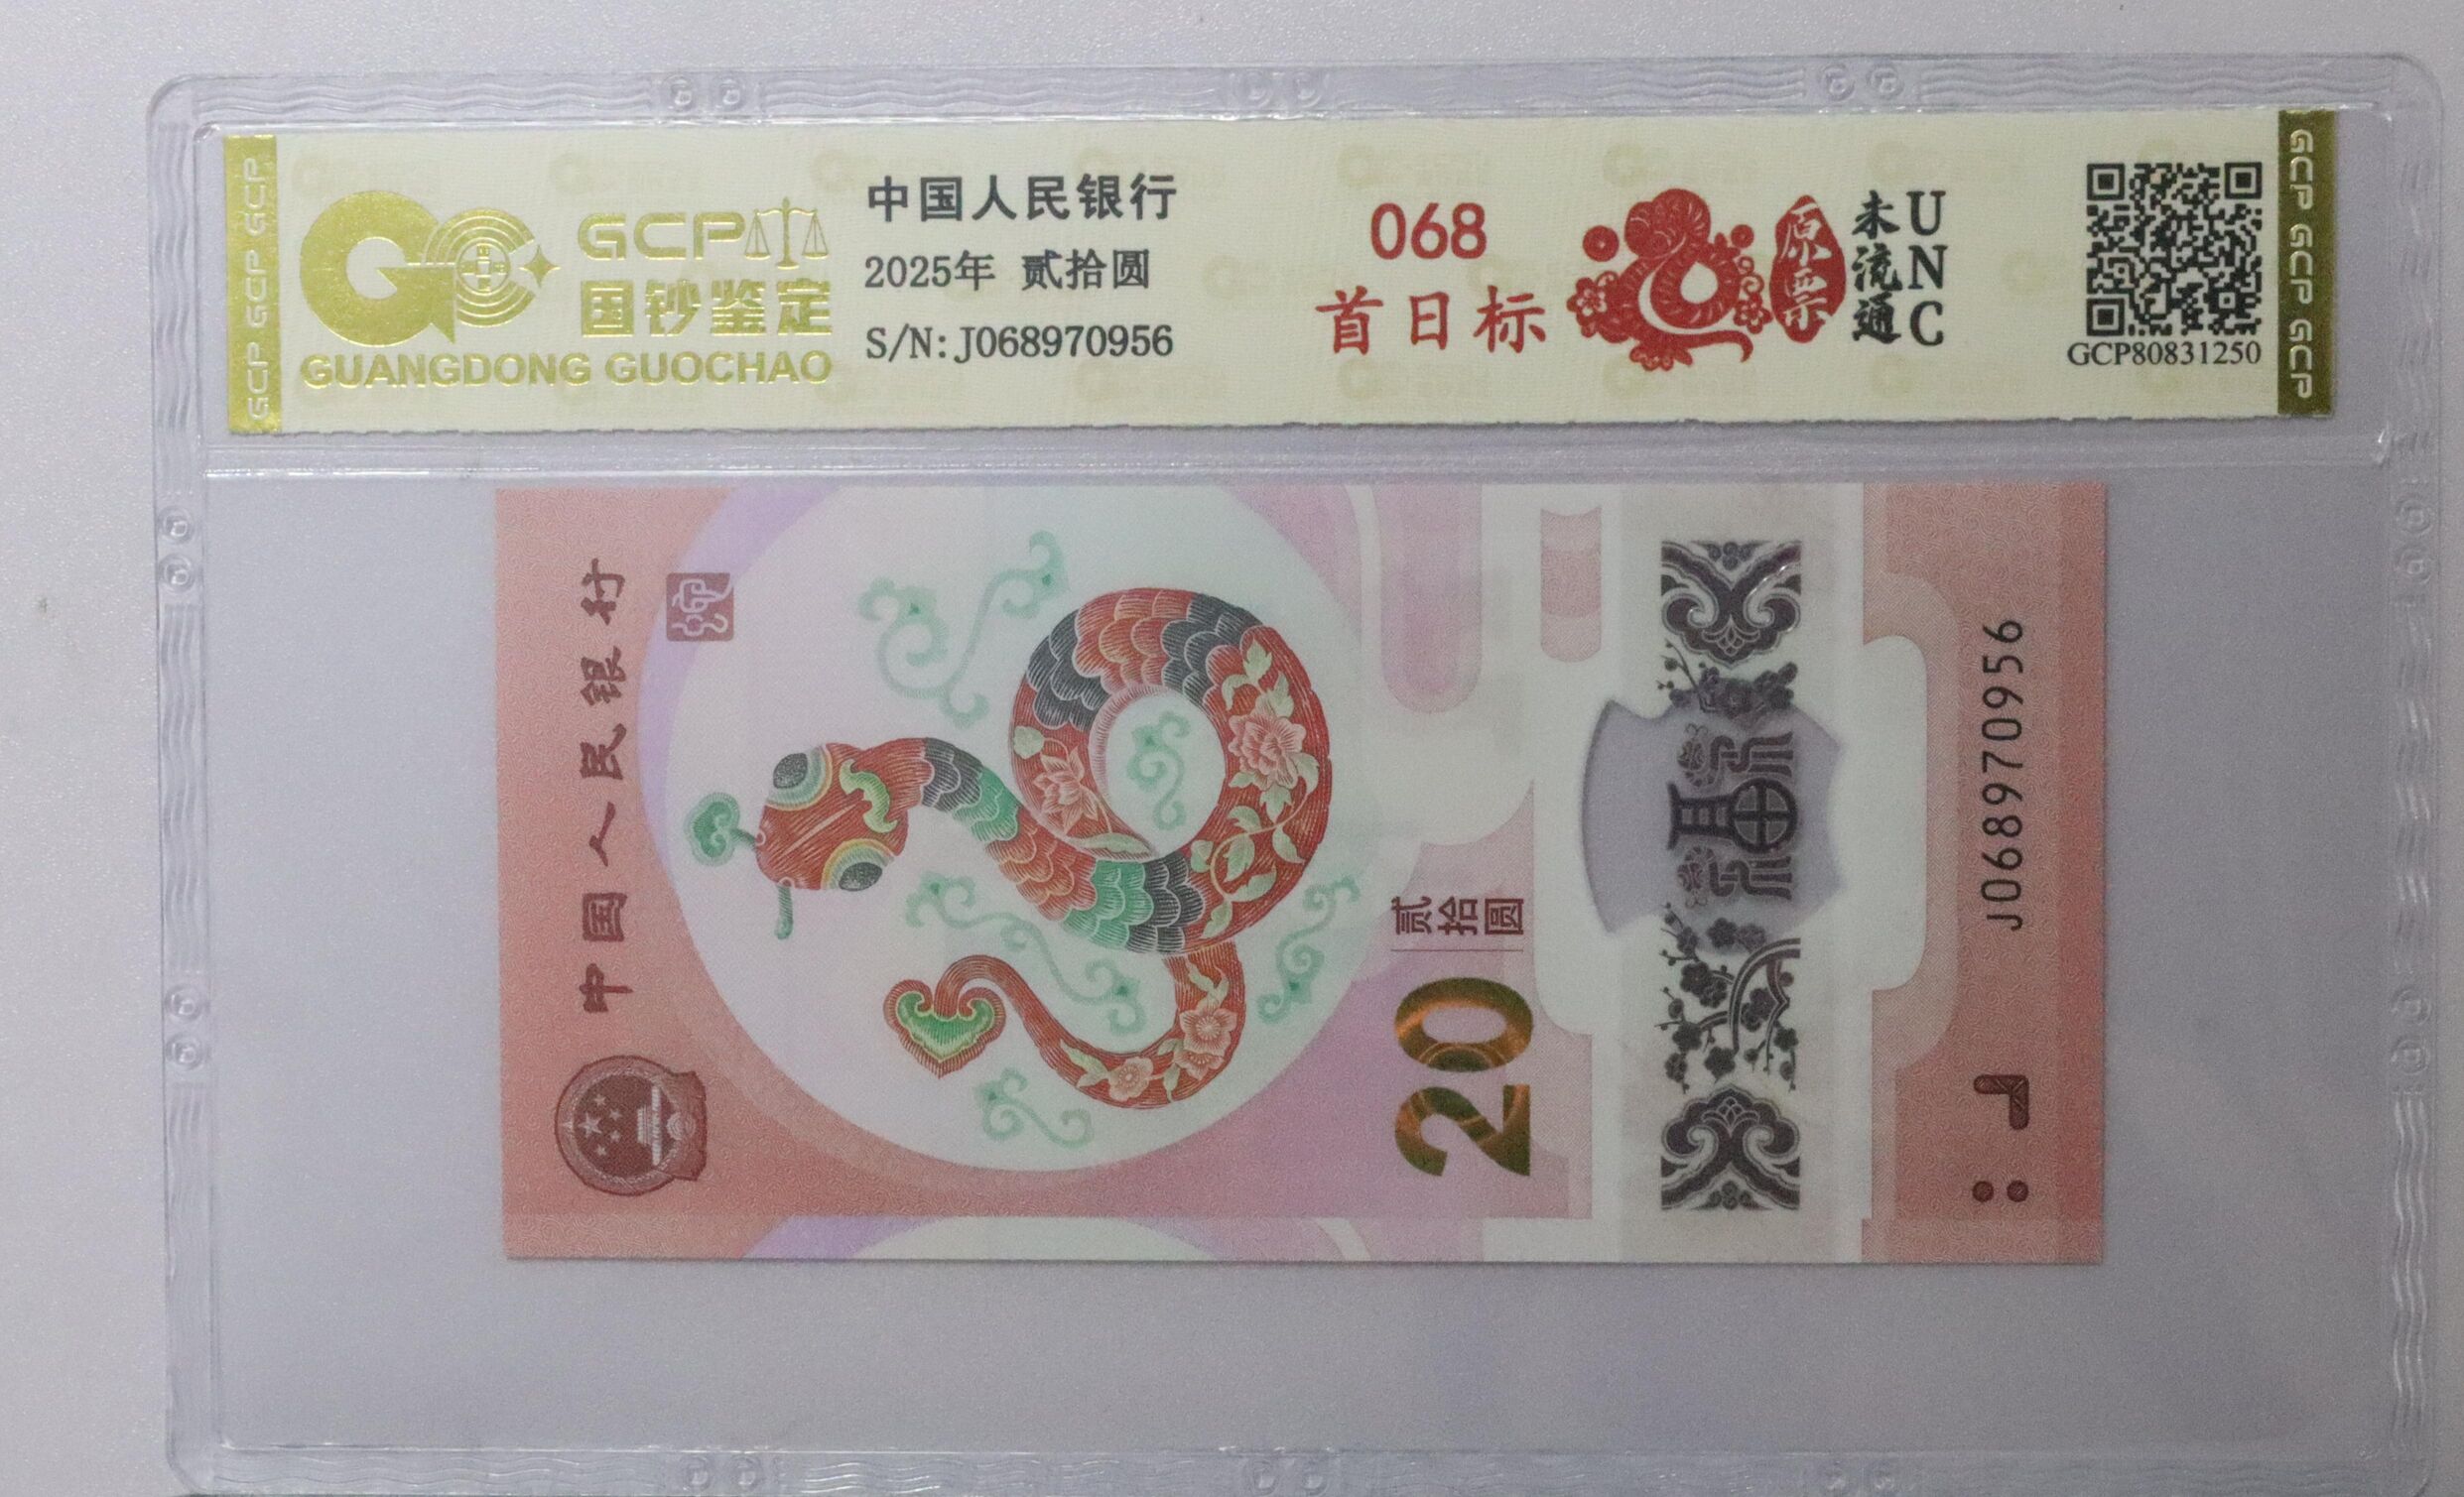 GCP GCP GCP
GCP
国钞鉴定
GUANGDONG GUOCHAO
中国人民银行
2025年 贰拾圆
S/N: J068970956
068
首日标
原票
未流通
UNC
GCP80831250
GCP GCP GCP
中国人民银行
20
贰拾圆
福
J068970956